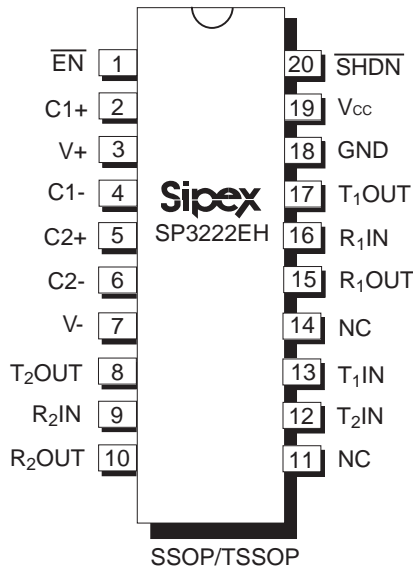 EN 1 20 SHDN
C1+ 2 19 Vcc
V+ 3 18 GND
C1- 4 17 T1OUT
Sipex
C2+ 5 16 R1IN
SP3222EH
C2- 6 15 R1OUT
V- 7 14 NC
T2OUT 8 13 T1IN
R2IN 9 12 T2IN
R2OUT 10 11 NC
SSOP/TSSOP